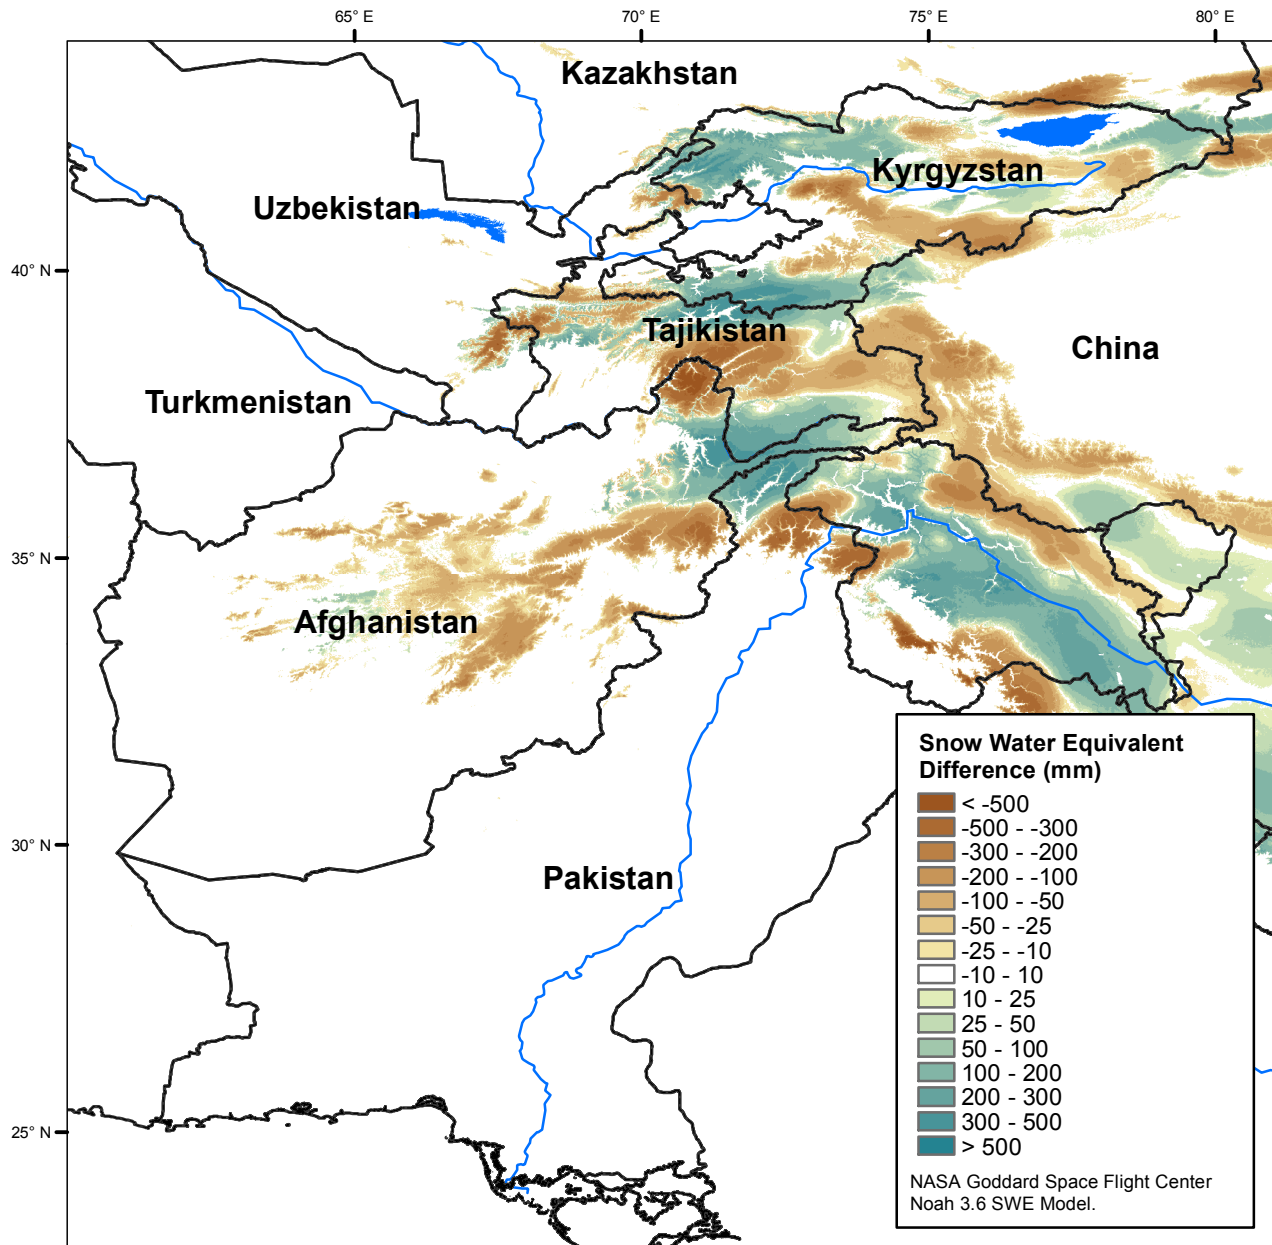 65° E
70° E
75° E
80° E
Kazakhstan
Kyrgyzstan
Uzbekistan
40° N
Tajikistan
China
Turkmenistan
35° N
Afghanistan
Snow Water Equivalent
Difference (mm)
< -500
-500 - -300
-300 - -200
-200 - -100
-100 - -50
-50 - -25
-25 - -10
-10 - 10
10 - 25
25 - 50
50 - 100
100 - 200
200 - 300
300 - 500
> 500
NASA Goddard Space Flight Center
Noah 3.6 SWE Model.
30° N
Pakistan
25° N